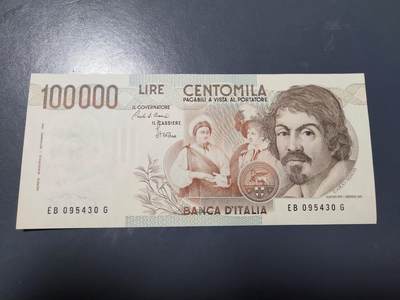 100000 LIRE CENTOMILA
PAGABILI A VISTA AL PORTATORE
IL GOVERNATORE
IL CASSIERE
BANCA D'ITALIA
EB 095430 G
EB 095430 G